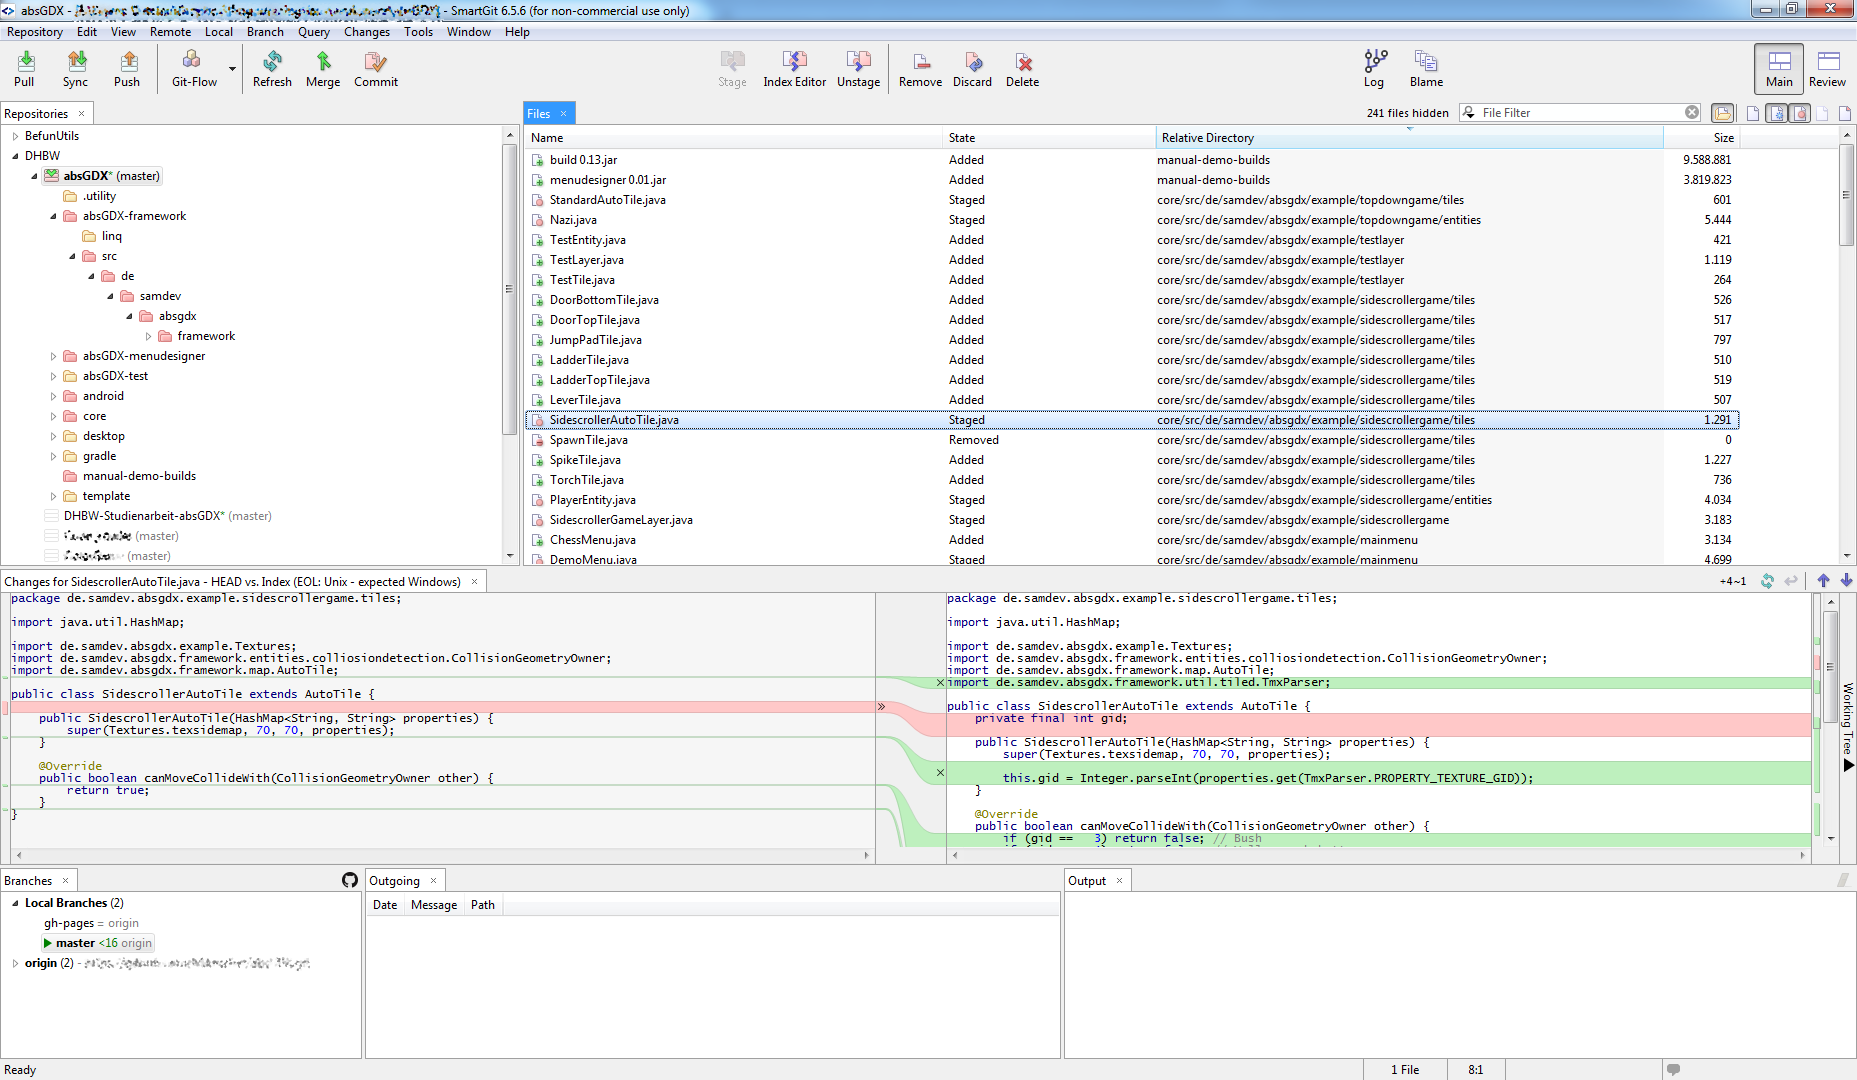 absGDX - - SmartGit 6.5.6 (for non-commercial use only)
Repository Edit View Remote Local Branch Query Changes Tools Window Help
Pull Sync Push Git-Flow Refresh Merge Commit Stage Index Editor Unstage Remove Discard Delete Log Blame Main Review
Repositories
BefunUtils
DHBW
absGDX* (master)
.utility
absGDX-framework
linq
src
de
samdev
absgdx
framework
absGDX-menudesigner
absGDX-test
android
core
desktop
gradle
manual-demo-builds
template
DHBW-Studienarbeit-absGDX* (master)
(master)
(master)
Files 241 files hidden File Filter
Name State Relative Directory Size
build 0.13.jar Added manual-demo-builds 9.588.881
menudesigner 0.01.jar Added manual-demo-builds 3.819.823
StandardAutoTile.java Staged core/src/de/samdev/absgdx/example/topdowngame/tiles 601
Nazi.java Staged core/src/de/samdev/absgdx/example/topdowngame/entities 5.444
TestEntity.java Added core/src/de/samdev/absgdx/example/testlayer 421
TestLayer.java Added core/src/de/samdev/absgdx/example/testlayer 1.119
TestTile.java Added core/src/de/samdev/absgdx/example/testlayer 264
DoorBottomTile.java Added core/src/de/samdev/absgdx/example/sidescrollergame/tiles 526
DoorTopTile.java Added core/src/de/samdev/absgdx/example/sidescrollergame/tiles 517
JumpPadTile.java Added core/src/de/samdev/absgdx/example/sidescrollergame/tiles 797
LadderTile.java Added core/src/de/samdev/absgdx/example/sidescrollergame/tiles 510
LadderTopTile.java Added core/src/de/samdev/absgdx/example/sidescrollergame/tiles 519
LeverTile.java Added core/src/de/samdev/absgdx/example/sidescrollergame/tiles 507
SidescrollerAutoTile.java Staged core/src/de/samdev/absgdx/example/sidescrollergame/tiles 1.291
SpawnTile.java Removed core/src/de/samdev/absgdx/example/sidescrollergame/tiles 0
SpikeTile.java Added core/src/de/samdev/absgdx/example/sidescrollergame/tiles 1.227
TorchTile.java Added core/src/de/samdev/absgdx/example/sidescrollergame/tiles 736
PlayerEntity.java Staged core/src/de/samdev/absgdx/example/sidescrollergame/entities 4.034
SidescrollerGameLayer.java Staged core/src/de/samdev/absgdx/example/sidescrollergame 3.183
ChessMenu.java Added core/src/de/samdev/absgdx/example/mainmenu 3.134
DemoMenu.java Staged core/src/de/samdev/absgdx/example/mainmenu 4.699
Changes for SidescrollerAutoTile.java - HEAD vs. Index (EOL: Unix - expected Windows) +4~1
package de.samdev.absgdx.example.sidescrollergame.tiles;
import java.util.HashMap;
import de.samdev.absgdx.example.Textures;
import de.samdev.absgdx.framework.entities.colliosiondetection.CollisionGeometryOwner;
import de.samdev.absgdx.framework.map.AutoTile;
public class SidescrollerAutoTile extends AutoTile {
public SidescrollerAutoTile(HashMap<String, String> properties) {
super(Textures.texsidemap, 70, 70, properties);
}
@Override
public boolean canMoveCollideWith(CollisionGeometryOwner other) {
return true;
}
}
package de.samdev.absgdx.example.sidescrollergame.tiles;
import java.util.HashMap;
import de.samdev.absgdx.example.Textures;
import de.samdev.absgdx.framework.entities.colliosiondetection.CollisionGeometryOwner;
import de.samdev.absgdx.framework.map.AutoTile;
import de.samdev.absgdx.framework.util.tiled.TmxParser;
public class SidescrollerAutoTile extends AutoTile {
private final int gid;
public SidescrollerAutoTile(HashMap<String, String> properties) {
super(Textures.texsidemap, 70, 70, properties);
this.gid = Integer.parseInt(properties.get(TmxParser.PROPERTY_TEXTURE_GID));
}
@Override
public boolean canMoveCollideWith(CollisionGeometryOwner other) {
if (gid == 3) return false; // Bush
Working Tree
Branches
Local Branches (2)
gh-pages = origin
master <16 origin
origin (2) -
Outgoing
Date Message Path
Output
Ready 1 File 8:1